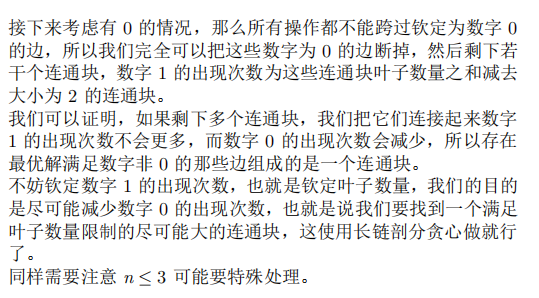 接下来考虑有 0 的情况，那么所有操作都不能跨过钦定为数字 0
的边，所以我们完全可以把这些数字为 0 的边断掉，然后剩下若
干个连通块，数字 1 的出现次数为这些连通块叶子数量之和减去
大小为 2 的连通块。
我们可以证明，如果剩下多个连通块，我们把它们连接起来数字
1 的出现次数不会更多，而数字 0 的出现次数会减少，所以存在
最优解满足数字非 0 的那些边组成的是一个连通块。
不妨钦定数字 1 的出现次数，也就是钦定叶子数量，我们的目的
是尽可能减少数字 0 的出现次数，也就是说我们要找到一个满足
叶子数量限制的尽可能大的连通块，这使用长链剖分贪心做就行
了。
同样需要注意 n ≤ 3 可能要特殊处理。